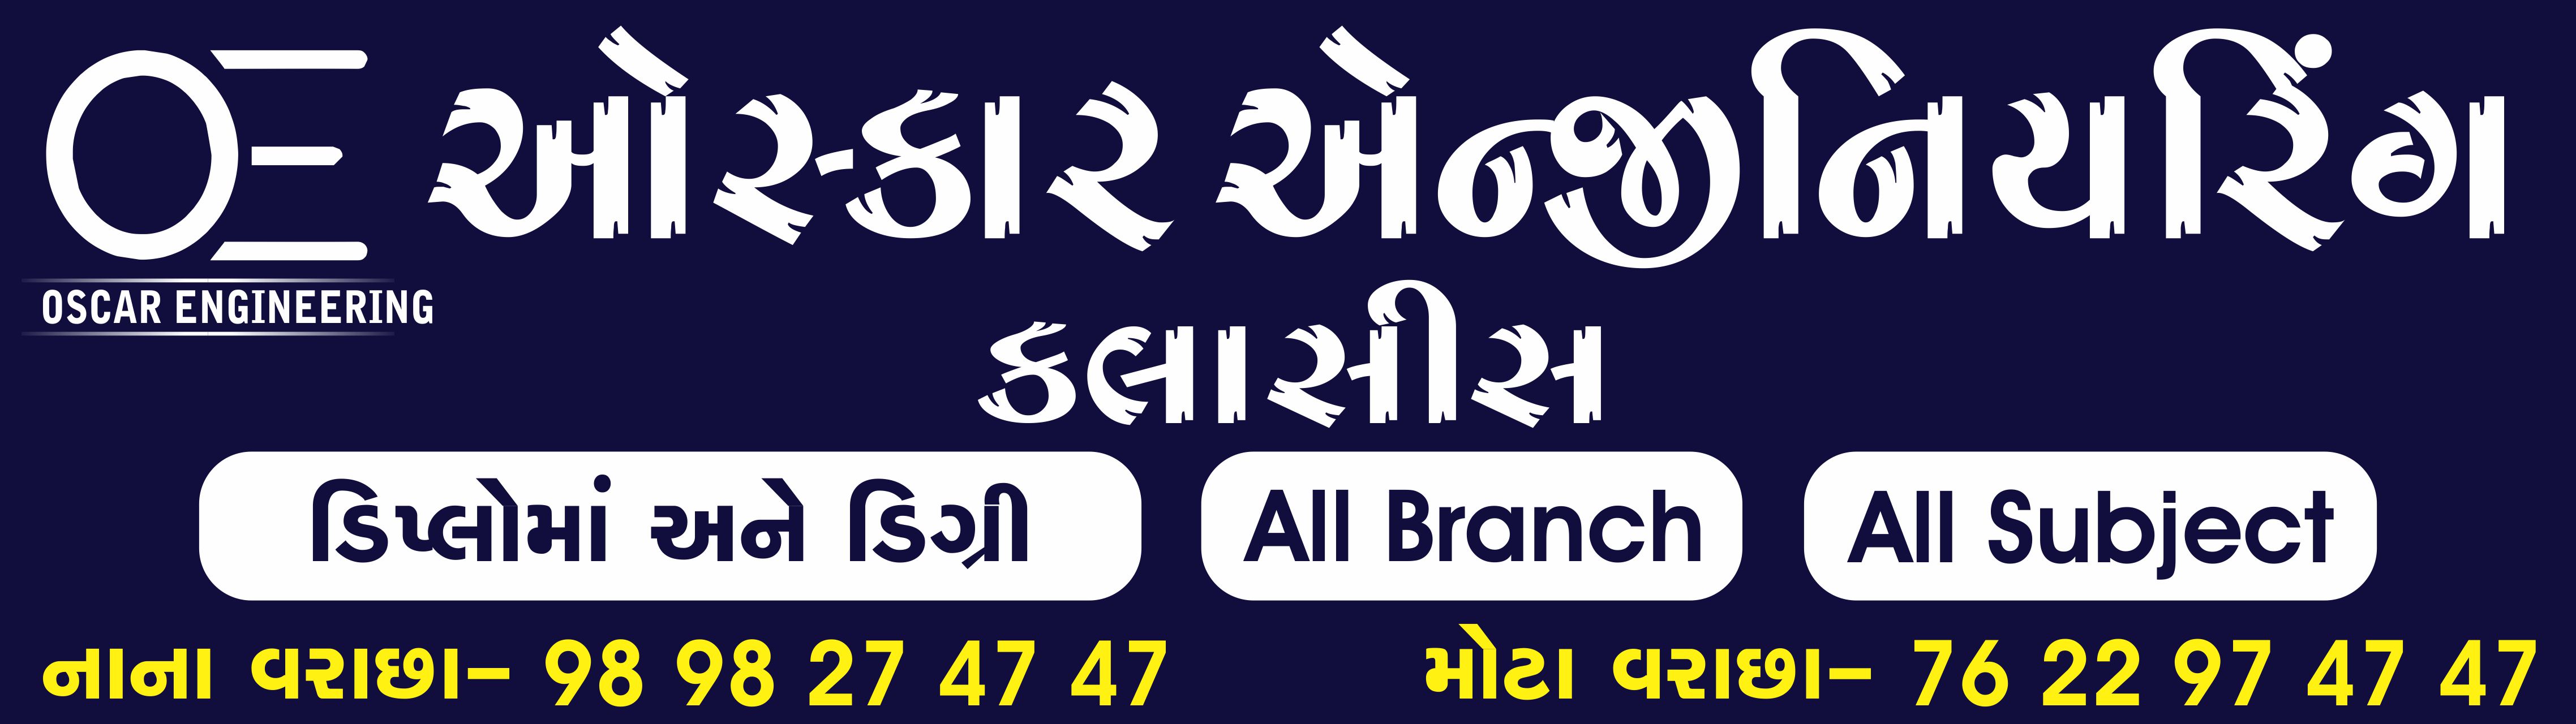 OE ઓસ્કાર એન્જીનિયરિંગ
OSCAR ENGINEERING
કલાસીસ
ડિપ્લોમાં અને ડિગ્રી All Branch All Subject
નાના વરાછા– 98 98 27 47 47 મોટા વરાછા– 76 22 97 47 47